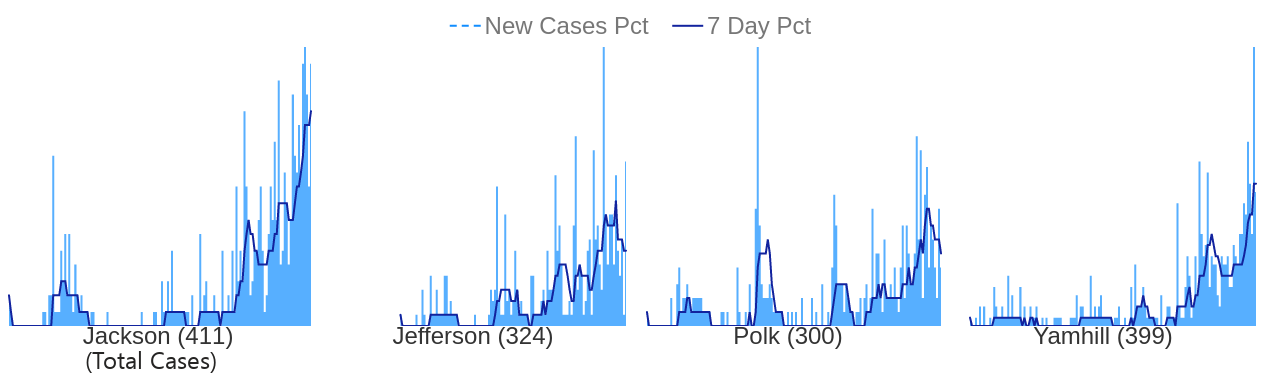 New Cases Pct 7 Day Pct
Jackson (411) Jefferson (324) Polk (300) Yamhill (399)
(Total Cases)